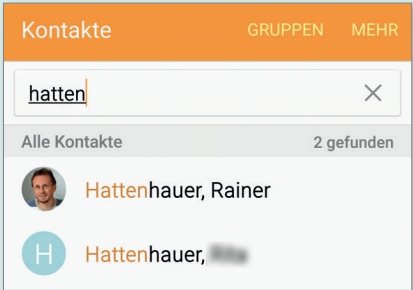 Kontakte GRUPPEN MEHR
hatten
Alle Kontakte 2 gefunden
Hattenhauer, Rainer
H Hattenhauer,